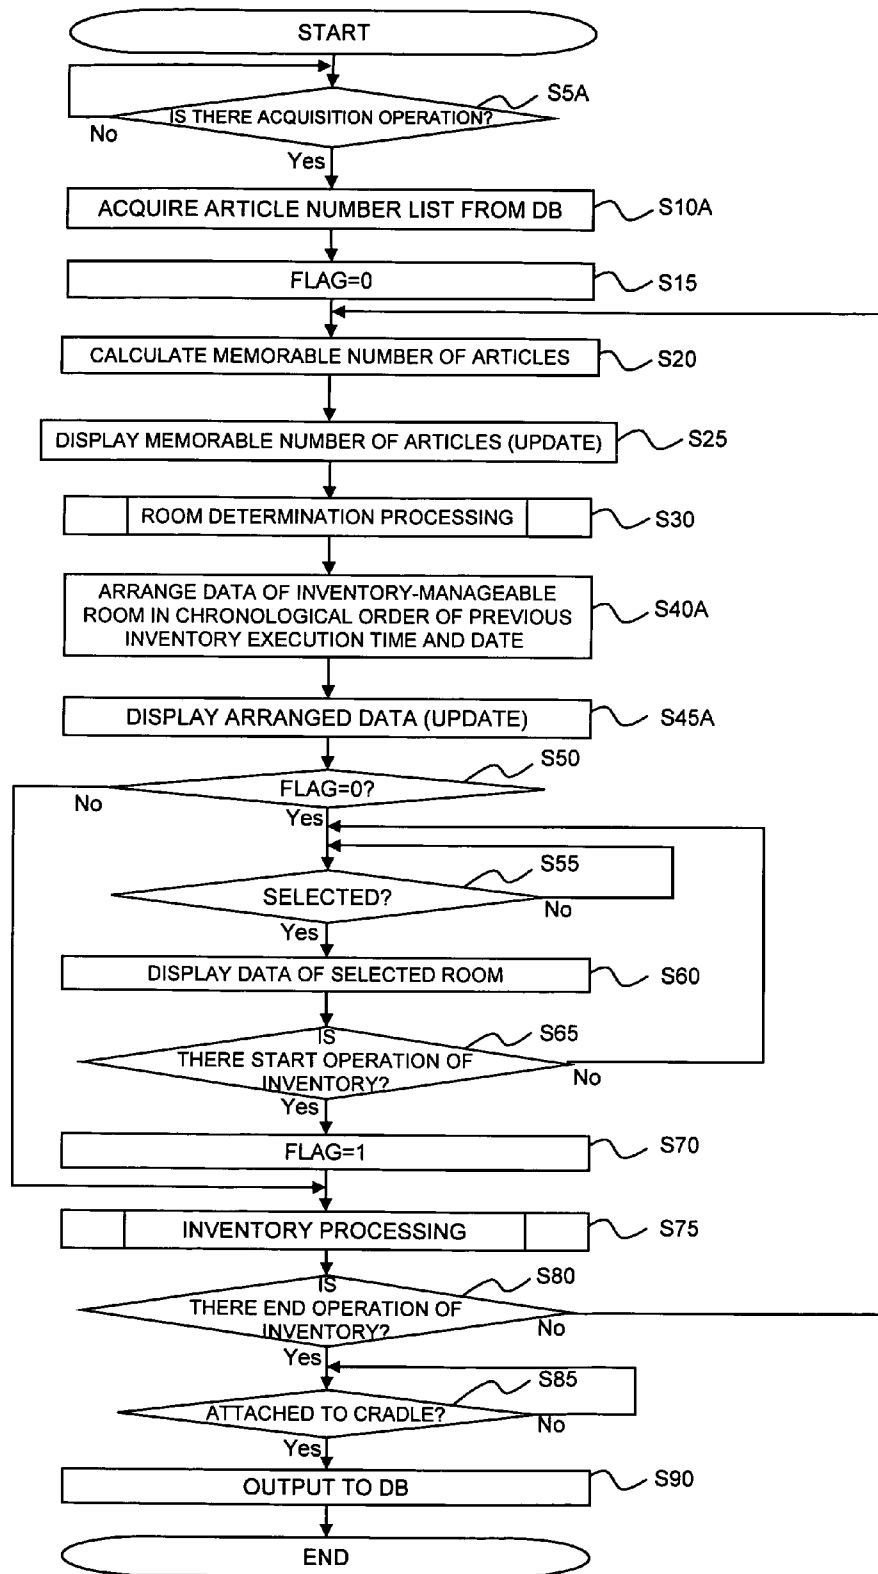 START
IS THERE ACQUISITION OPERATION?
S5A
No
Yes
ACQUIRE ARTICLE NUMBER LIST FROM DB
S10A
FLAG=0
S15
CALCULATE MEMORABLE NUMBER OF ARTICLES
S20
DISPLAY MEMORABLE NUMBER OF ARTICLES (UPDATE)
S25
ROOM DETERMINATION PROCESSING
S30
ARRANGE DATA OF INVENTORY-MANAGEABLE
ROOM IN CHRONOLOGICAL ORDER OF PREVIOUS
INVENTORY EXECUTION TIME AND DATE
S40A
DISPLAY ARRANGED DATA (UPDATE)
S45A
S50
FLAG=0?
No
Yes
S55
SELECTED?
No
Yes
DISPLAY DATA OF SELECTED ROOM
S60
S65
IS
THERE START OPERATION OF
INVENTORY?
No
Yes
FLAG=1
S70
INVENTORY PROCESSING
S75
S80
IS
THERE END OPERATION OF
INVENTORY?
No
Yes
S85
ATTACHED TO CRADLE?
No
Yes
OUTPUT TO DB
S90
END